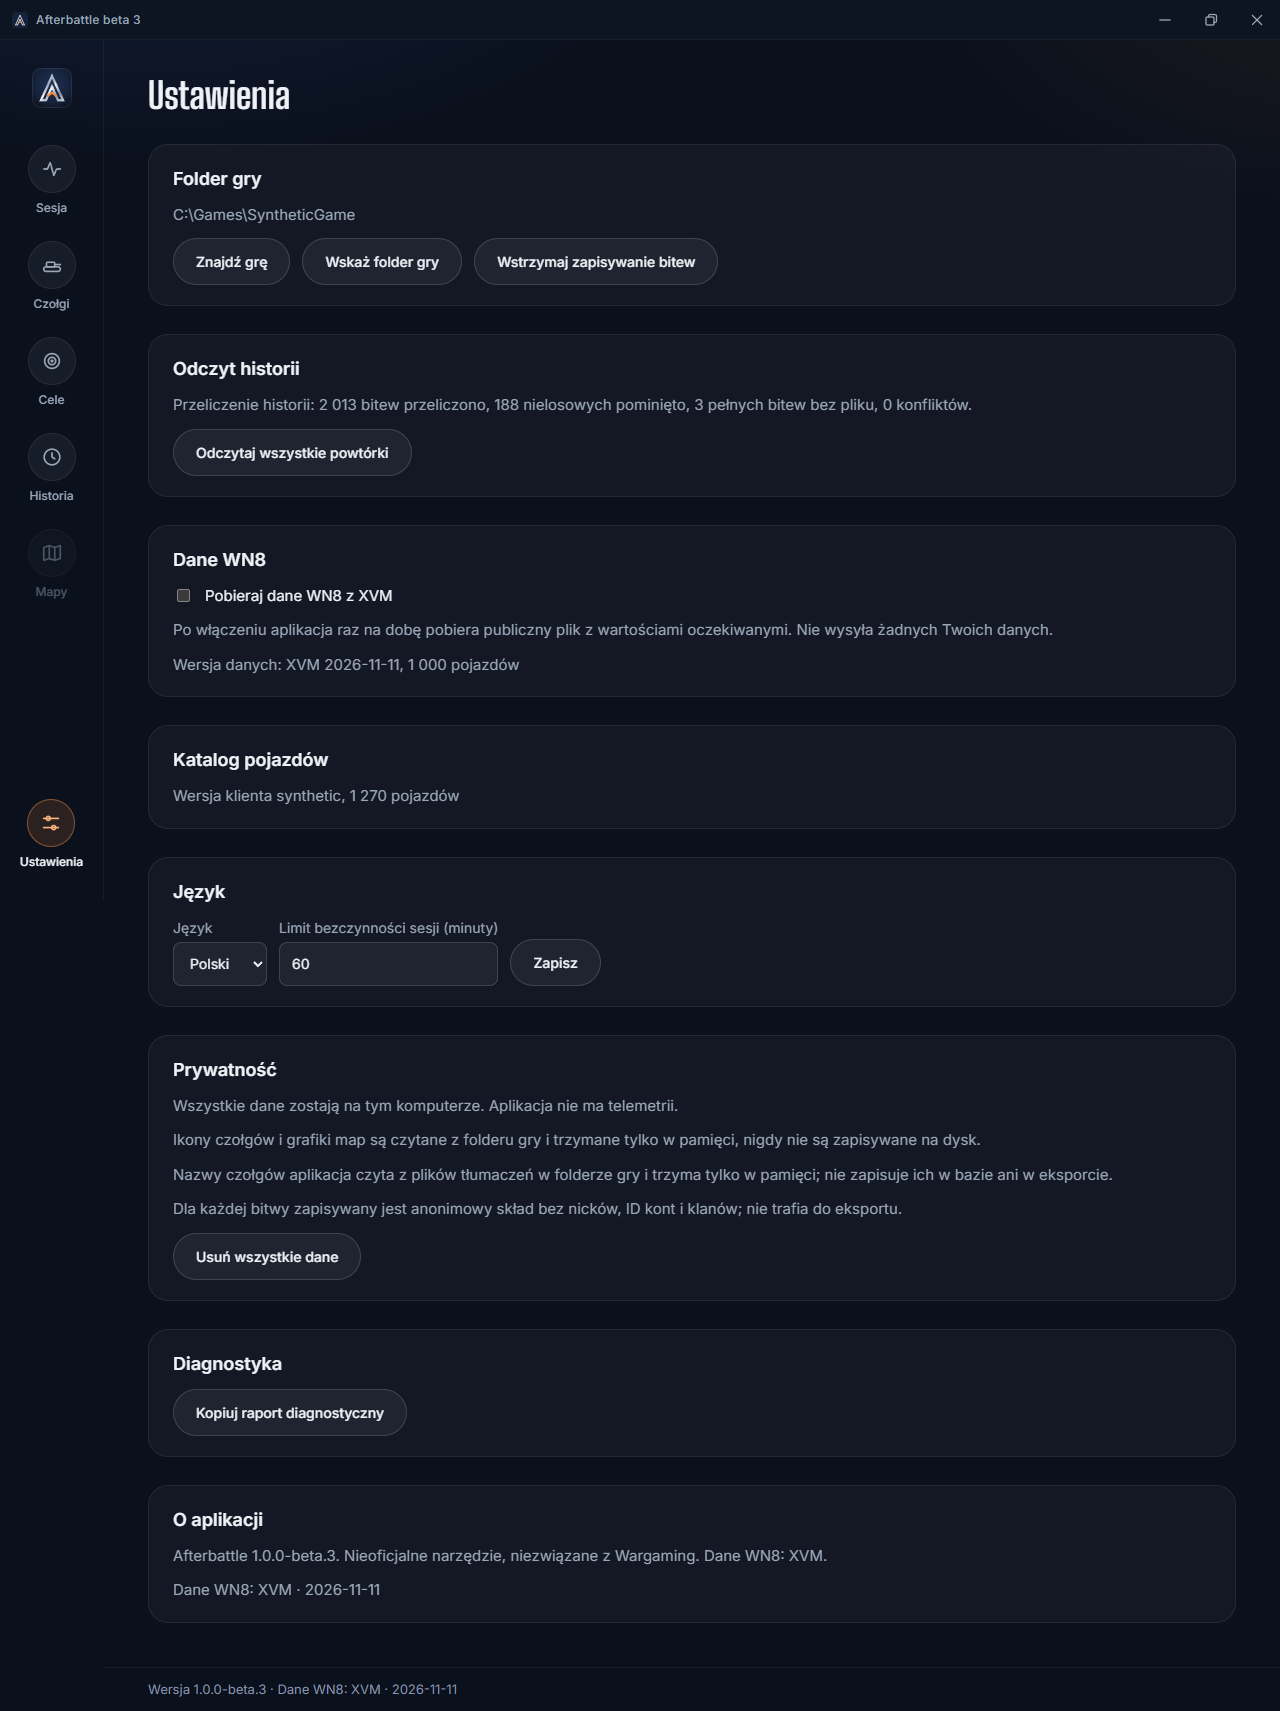 Afterbattle beta 3
Ustawienia
Sesja
Czołgi
Cele
Historia
Mapy
Ustawienia
Folder gry
C:\Games\SyntheticGame
Znajdź grę
Wskaż folder gry
Wstrzymaj zapisywanie bitew
Odczyt historii
Przeliczenie historii: 2 013 bitew przeliczono, 188 nielosowych pominięto, 3 pełnych bitew bez pliku, 0 konfliktów.
Odczytaj wszystkie powtórki
Dane WN8
Pobieraj dane WN8 z XVM
Po włączeniu aplikacja raz na dobę pobiera publiczny plik z wartościami oczekiwanymi. Nie wysyła żadnych Twoich danych.
Wersja danych: XVM 2026-11-11, 1 000 pojazdów
Katalog pojazdów
Wersja klienta synthetic, 1 270 pojazdów
Język
Język
Limit bezczynności sesji (minuty)
Polski
60
Zapisz
Prywatność
Wszystkie dane zostają na tym komputerze. Aplikacja nie ma telemetrii.
Ikony czołgów i grafiki map są czytane z folderu gry i trzymane tylko w pamięci, nigdy nie są zapisywane na dysk.
Nazwy czołgów aplikacja czyta z plików tłumaczeń w folderze gry i trzyma tylko w pamięci; nie zapisuje ich w bazie ani w eksporcie.
Dla każdej bitwy zapisywany jest anonimowy skład bez nicków, ID kont i klanów; nie trafia do eksportu.
Usuń wszystkie dane
Diagnostyka
Kopiuj raport diagnostyczny
O aplikacji
Afterbattle 1.0.0-beta.3. Nieoficjalne narzędzie, niezwiązane z Wargaming. Dane WN8: XVM.
Dane WN8: XVM · 2026-11-11
Wersja 1.0.0-beta.3 · Dane WN8: XVM · 2026-11-11